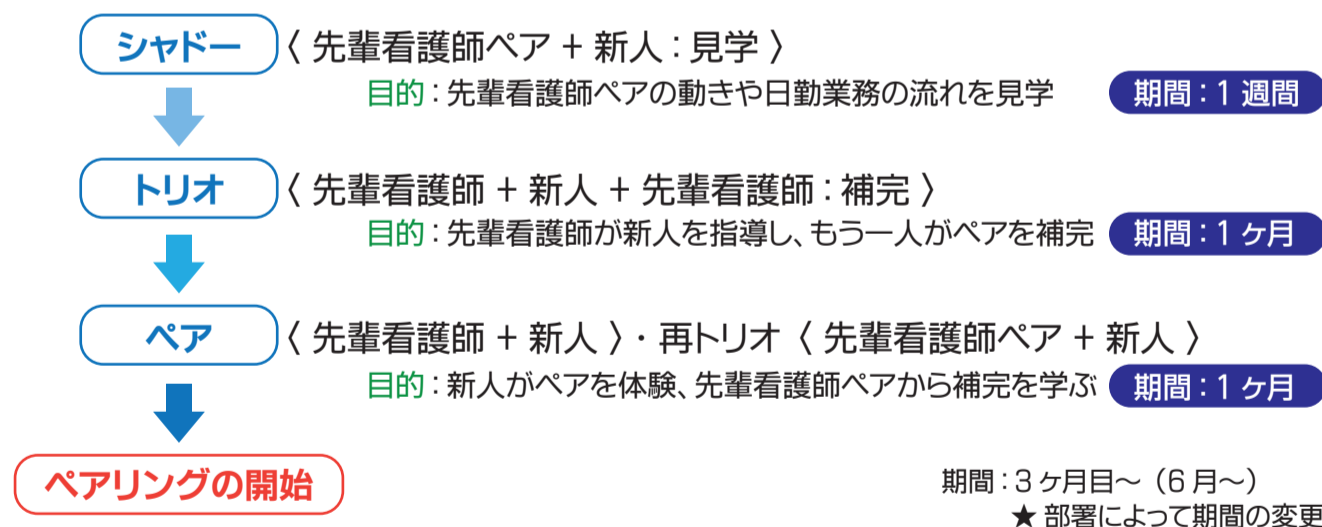 シャドー 〈 先輩看護師ペア + 新人：見学 〉
目的：先輩看護師ペアの動きや日勤業務の流れを見学 期間：1 週間
トリオ 〈 先輩看護師 + 新人 + 先輩看護師：補完 〉
目的：先輩看護師が新人を指導し、もう一人がペアを補完 期間：1 ヶ月
ペア 〈 先輩看護師 + 新人 〉・再トリオ 〈 先輩看護師ペア + 新人 〉
目的：新人がペアを体験、先輩看護師ペアから補完を学ぶ 期間：1 ヶ月
ペアリングの開始
期間：3 ヶ月目～（6 月～）
★ 部署によって期間の変更